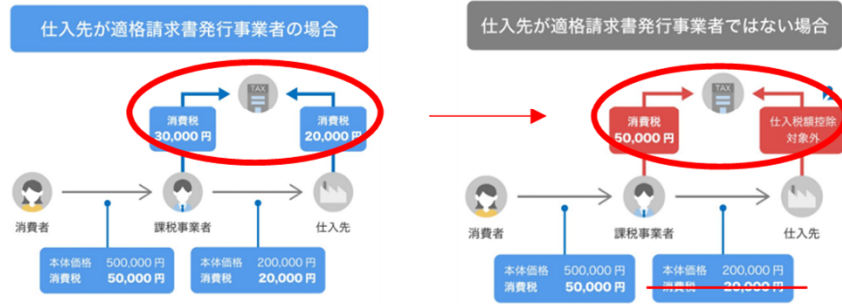 仕入先が適格請求書発行事業者の場合
TAX
消費税
30,000 円
消費税
20,000 円
消費者
課税事業者
仕入先
本体価格 500,000 円
消費税 50,000 円
本体価格 200,000 円
消費税 20,000 円
仕入先が適格請求書発行事業者ではない場合
TAX
消費税
50,000 円
仕入税額控除
対象外
消費者
課税事業者
仕入先
本体価格 500,000 円
消費税 50,000 円
本体価格 200,000 円
消費税 20,000 円